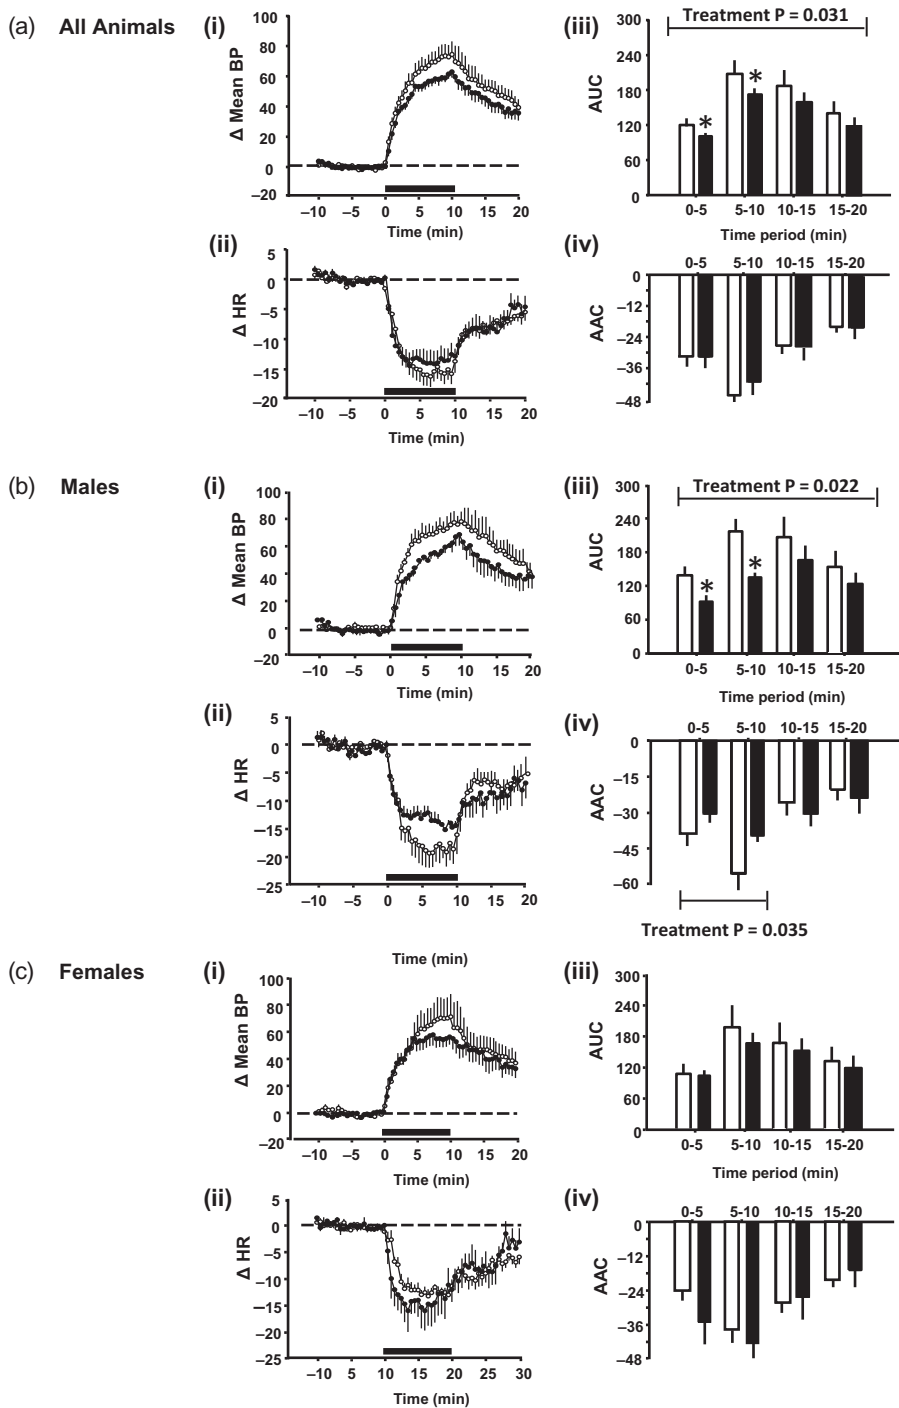 (a) All Animals
(i)
Δ Mean BP
100
80
60
40
20
0
–20
–10 –5 0 5 10 15 20
Time (min)
(iii)
Treatment P = 0.031
AUC
300
240
180
120
60
0
* *
0-5 5-10 10-15 15-20
Time period (min)
(ii)
Δ HR
5
0
–5
–10
–15
–20
–10 –5 0 5 10 15 20
Time (min)
(iv)
0-5 5-10 10-15 15-20
AAC
0
–12
–24
–36
–48
(b) Males
(i)
Δ Mean BP
100
80
60
40
20
0
–20
–10 –5 0 5 10 15 20
Time (min)
(iii)
Treatment P = 0.022
AUC
300
240
180
120
60
0
* *
0-5 5-10 10-15 15-20
Time period (min)
(ii)
Δ HR
5
0
–5
–10
–15
–20
–25
–10 –5 0 5 10 15 20
Time (min)
(iv)
0-5 5-10 10-15 15-20
AAC
0
–15
–30
–45
–60
Treatment P = 0.035
(c) Females
(i)
Δ Mean BP
100
80
60
40
20
0
–20
–10 –5 0 5 10 15 20
Time (min)
(iii)
AUC
300
240
180
120
60
0
0-5 5-10 10-15 15-20
Time period (min)
(ii)
Δ HR
5
0
–5
–10
–15
–20
–25
–10 –5 0 5 10 15 20 25 30
Time (min)
(iv)
0-5 5-10 10-15 15-20
AAC
0
–12
–24
–36
–48